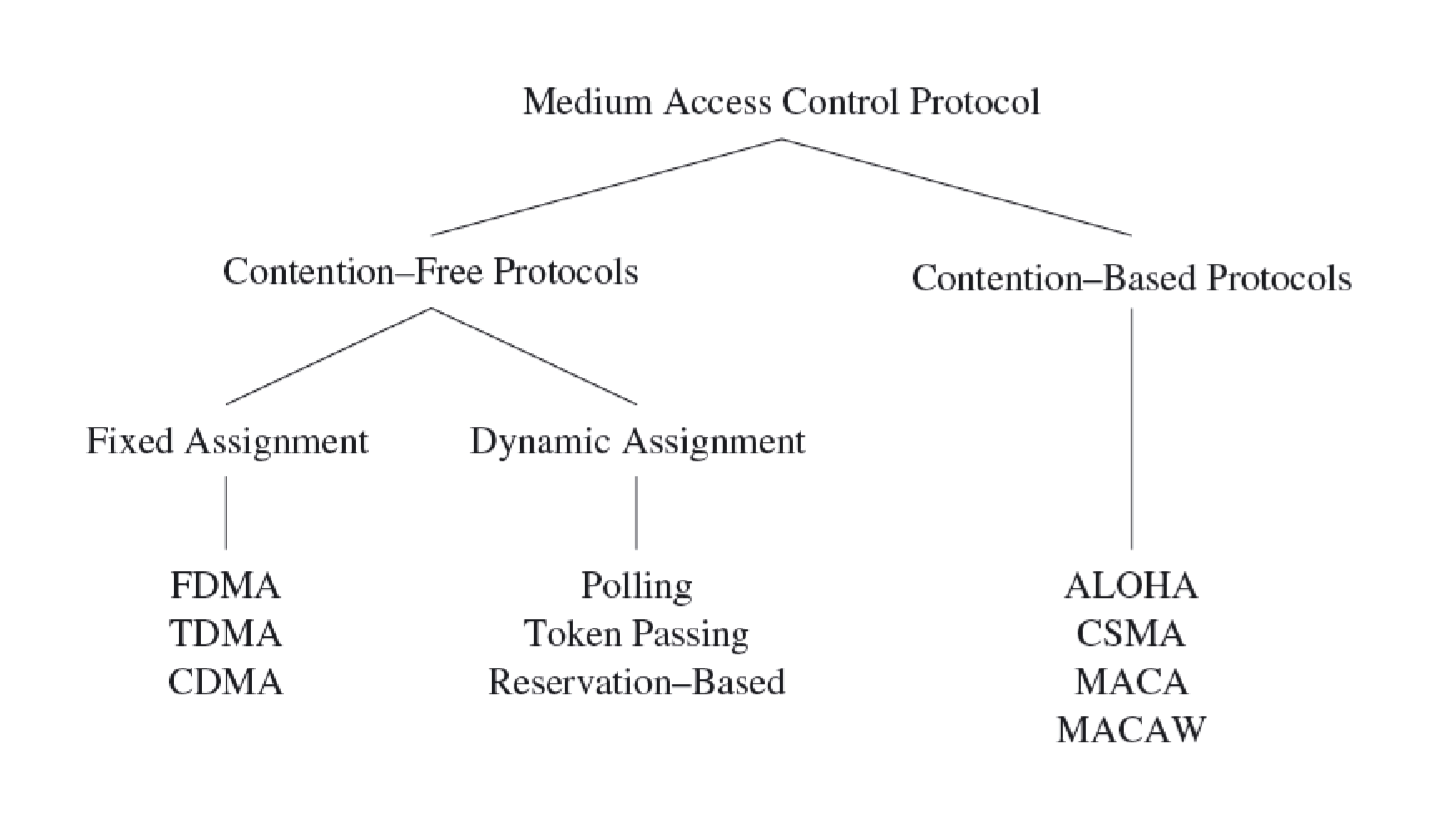 Medium Access Control Protocol
Contention–Free Protocols
Contention–Based Protocols
Fixed Assignment
Dynamic Assignment
FDMA
TDMA
CDMA
Polling
Token Passing
Reservation–Based
ALOHA
CSMA
MACA
MACAW